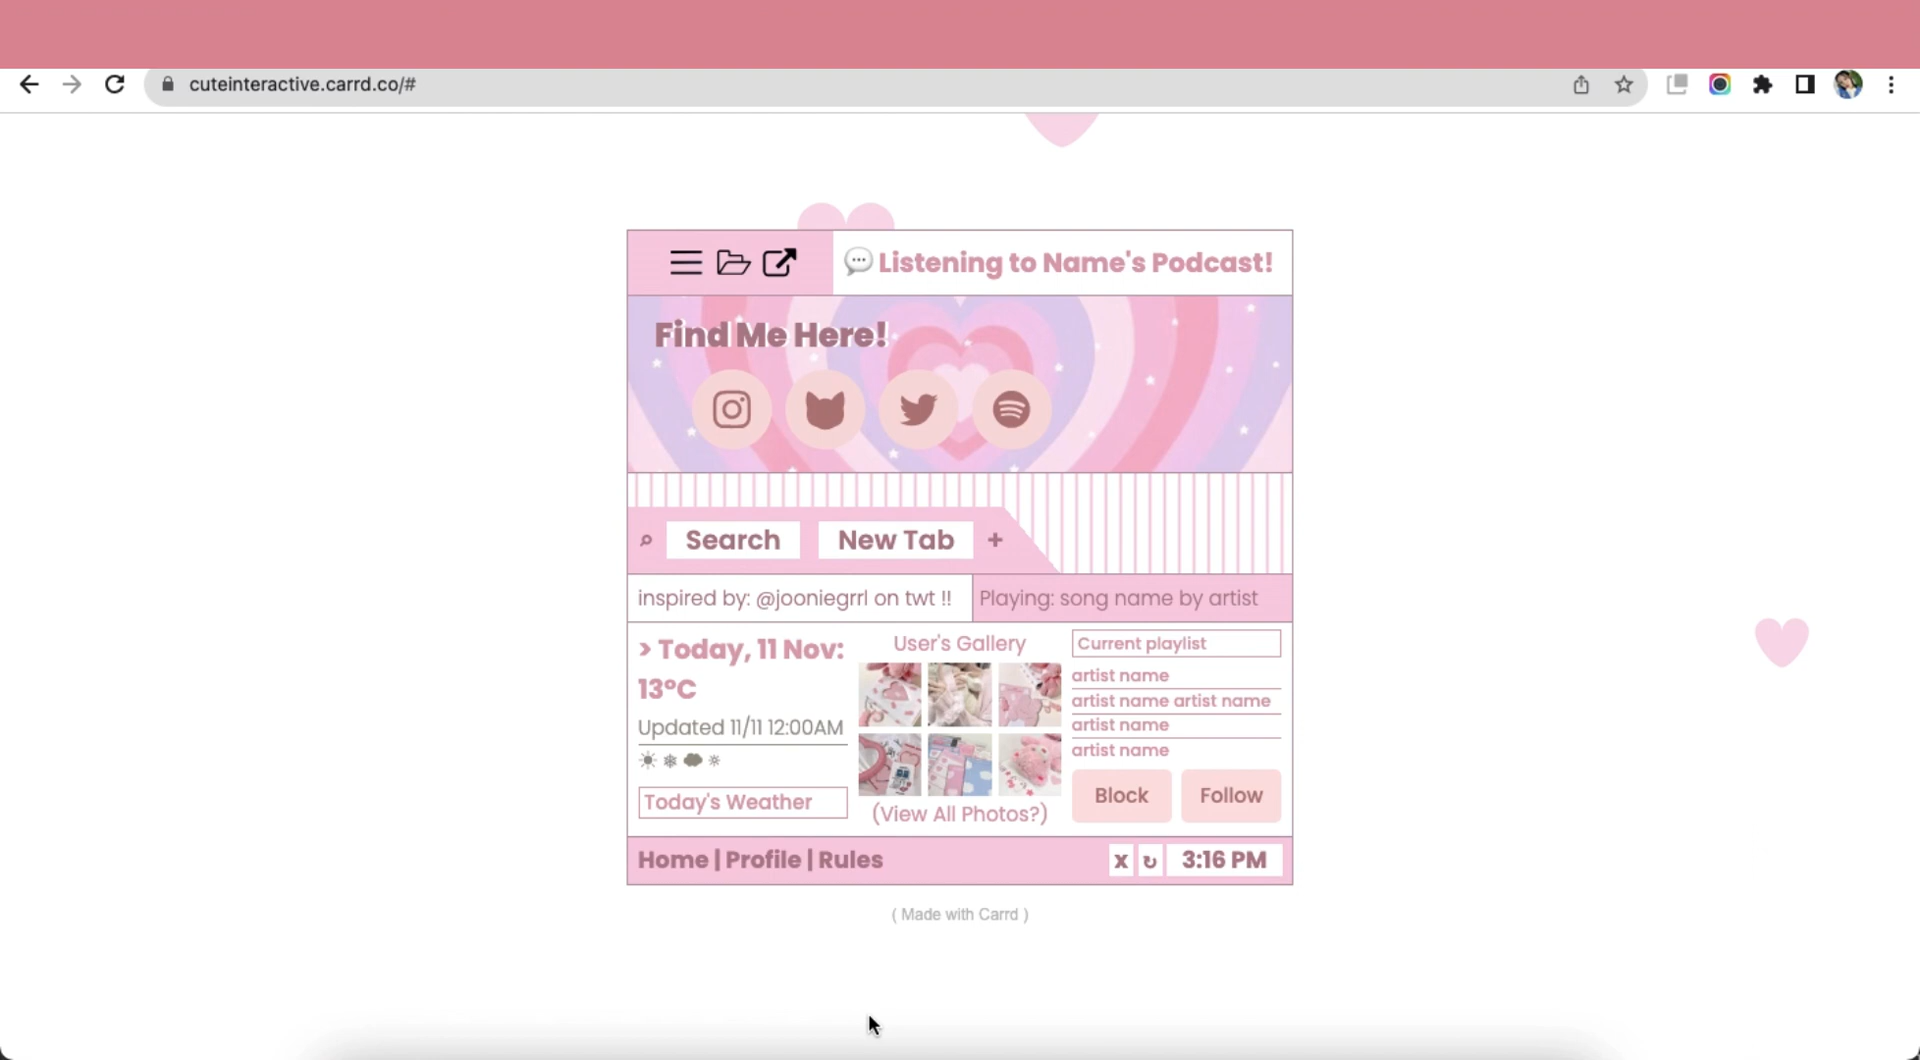 cuteinteractive.carrd.co/#
Listening to Name's Podcast!
Find Me Here!
Search
New Tab
+
inspired by: @jooniegrrl on twt !!
Playing: song name by artist
> Today, 11 Nov:
13°C
Updated 11/11 12:00AM
Today's Weather
User's Gallery
(View All Photos?)
Current playlist
artist name
artist name artist name
artist name
artist name
Block
Follow
Home | Profile | Rules
x
↻
3:16 PM
( Made with Carrd )